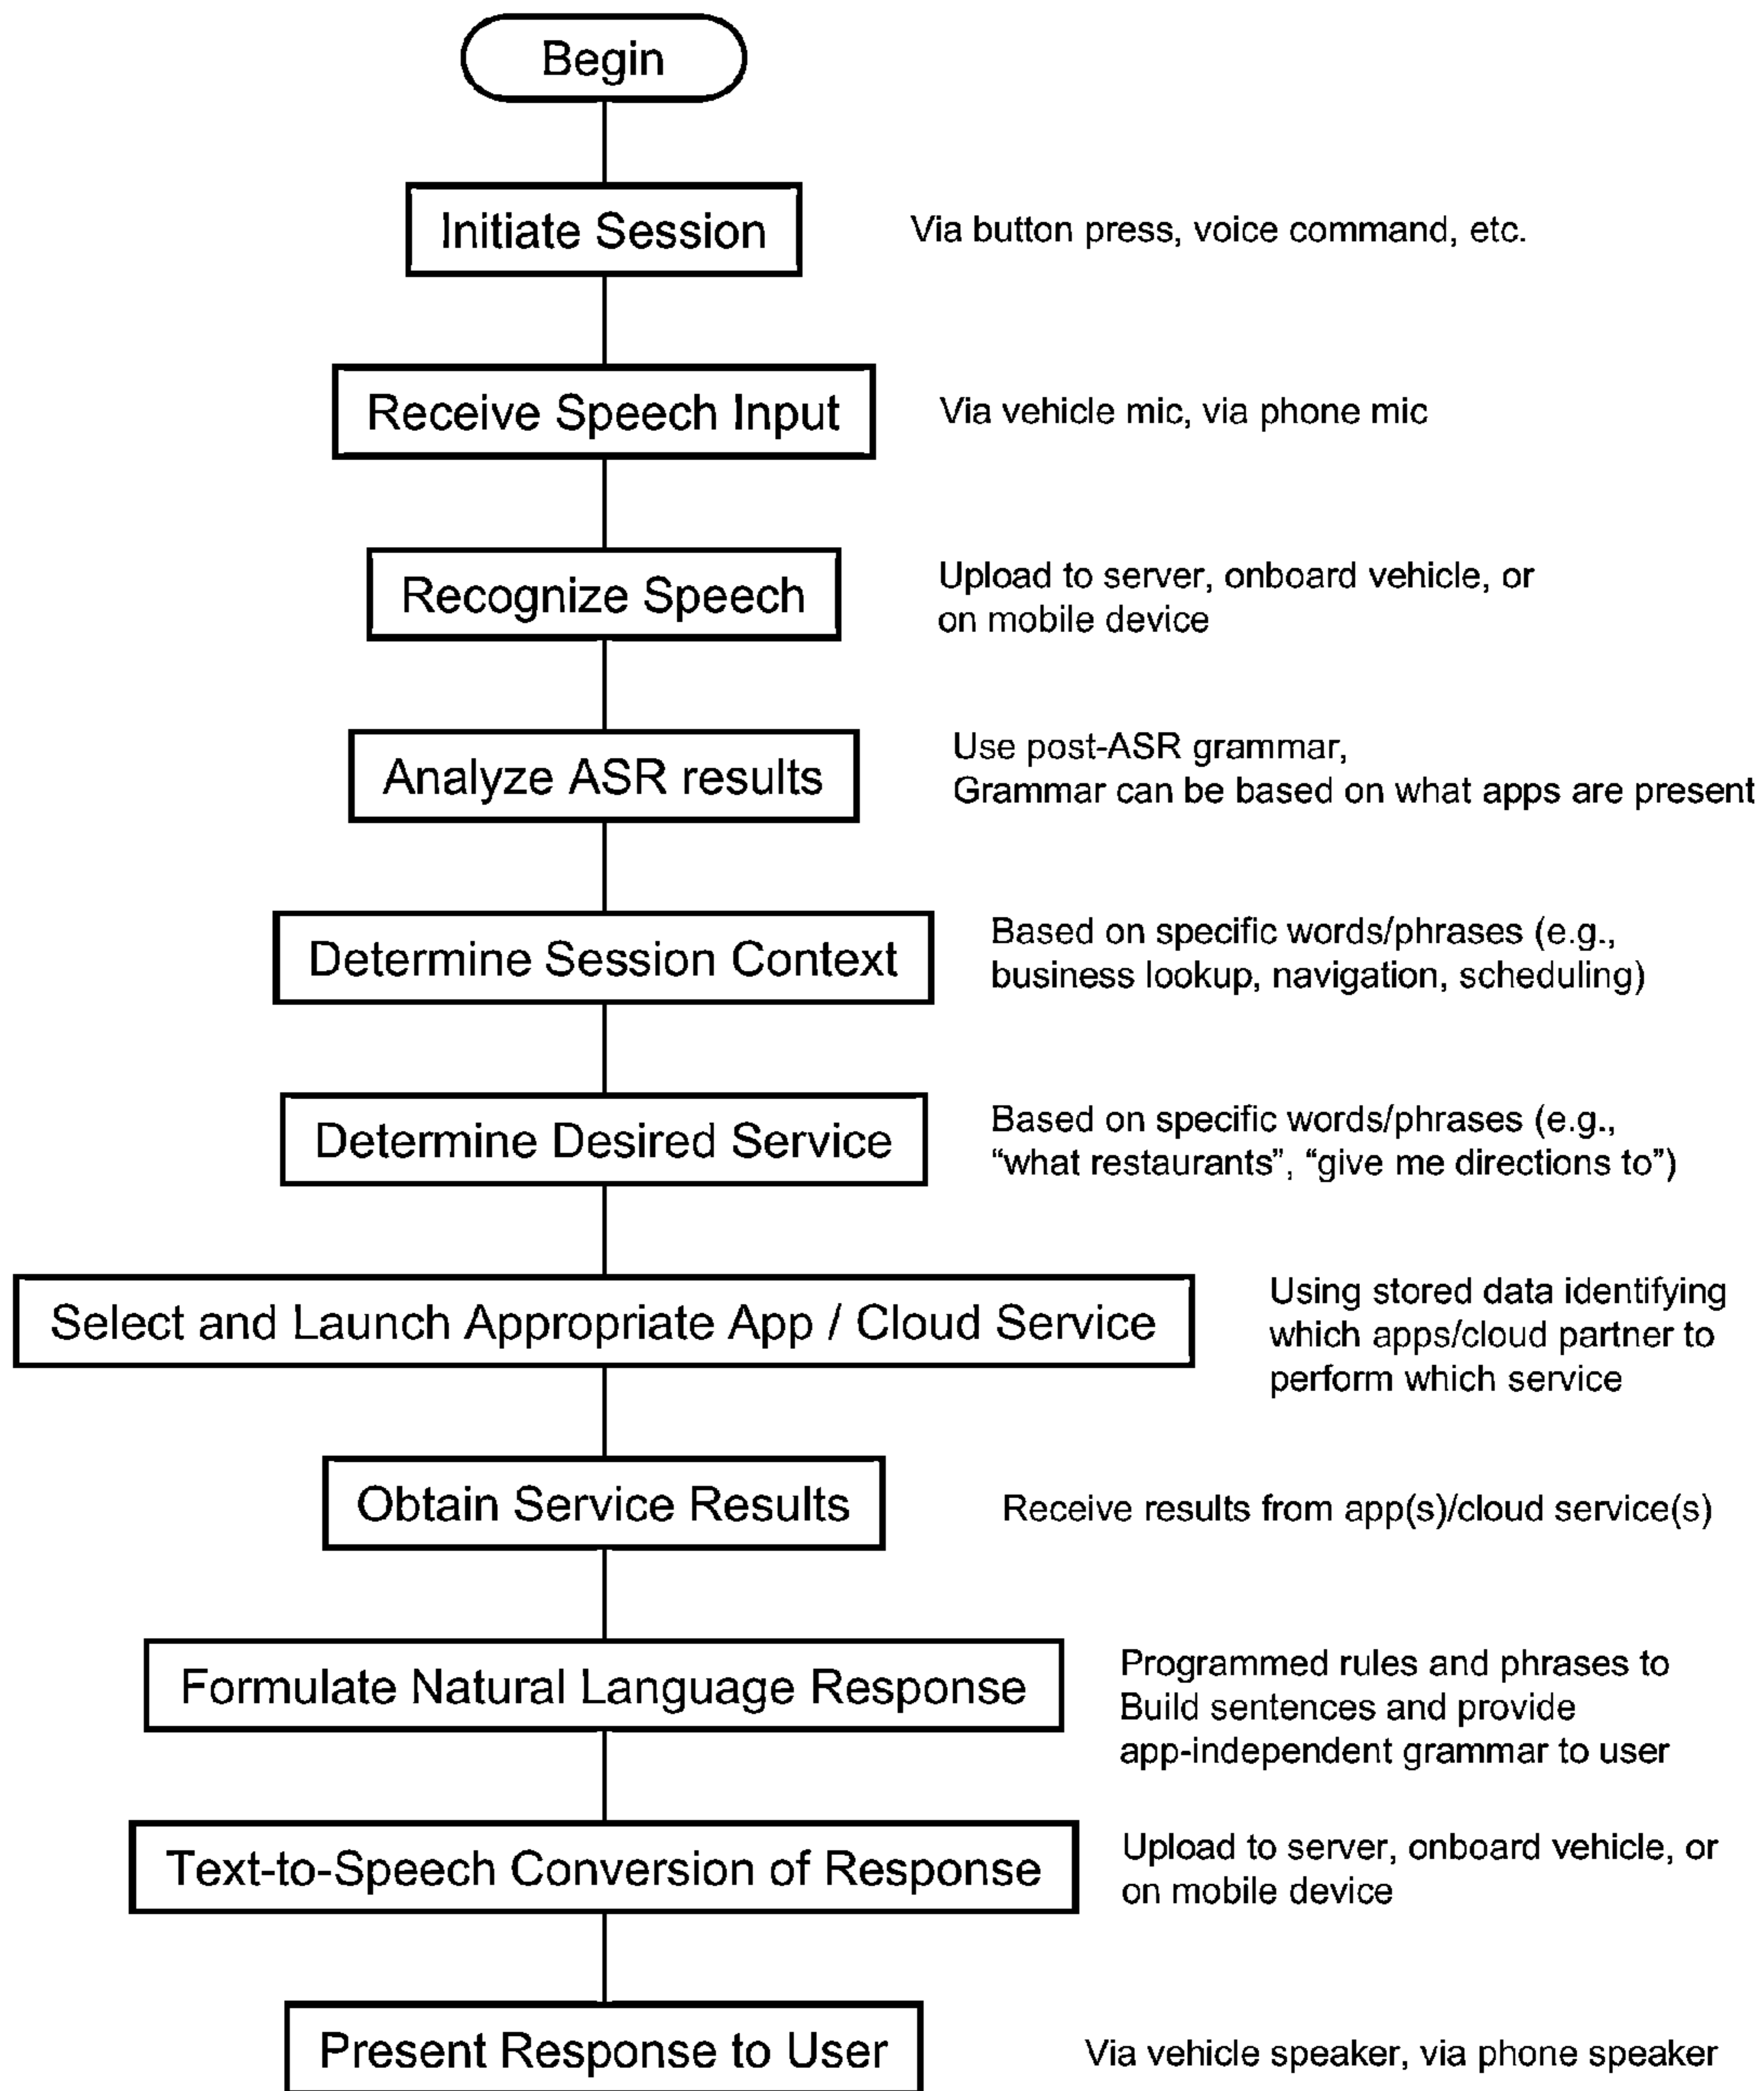 Begin
Initiate Session
Via button press, voice command, etc.
Receive Speech Input
Via vehicle mic, via phone mic
Recognize Speech
Upload to server, onboard vehicle, or
on mobile device
Analyze ASR results
Use post-ASR grammar,
Grammar can be based on what apps are present
Determine Session Context
Based on specific words/phrases (e.g.,
business lookup, navigation, scheduling)
Determine Desired Service
Based on specific words/phrases (e.g.,
“what restaurants”, “give me directions to”)
Select and Launch Appropriate App / Cloud Service
Using stored data identifying
which apps/cloud partner to
perform which service
Obtain Service Results
Receive results from app(s)/cloud service(s)
Formulate Natural Language Response
Programmed rules and phrases to
Build sentences and provide
app-independent grammar to user
Text-to-Speech Conversion of Response
Upload to server, onboard vehicle, or
on mobile device
Present Response to User
Via vehicle speaker, via phone speaker